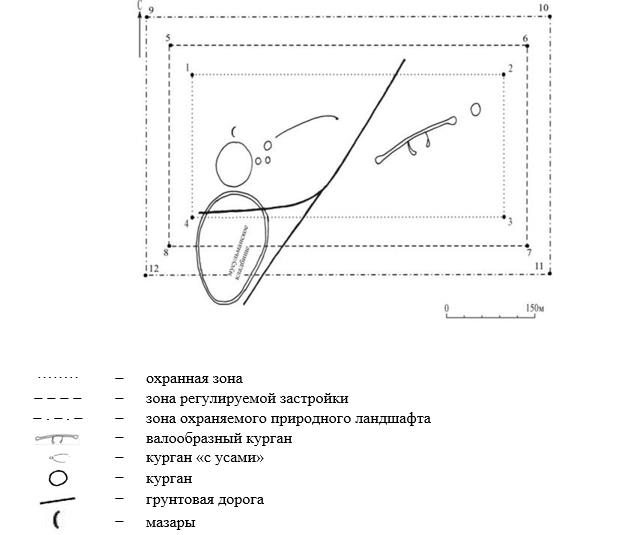 С
9
10
5
6
1
2
4
3
8
7
мусульманское
кладбище
12
11
0 150м
– охранная зона
– зона регулируемой застройки
– зона охраняемого природного ландшафта
– валообразный курган
– курган «с усами»
– курган
– грунтовая дорога
– мазары